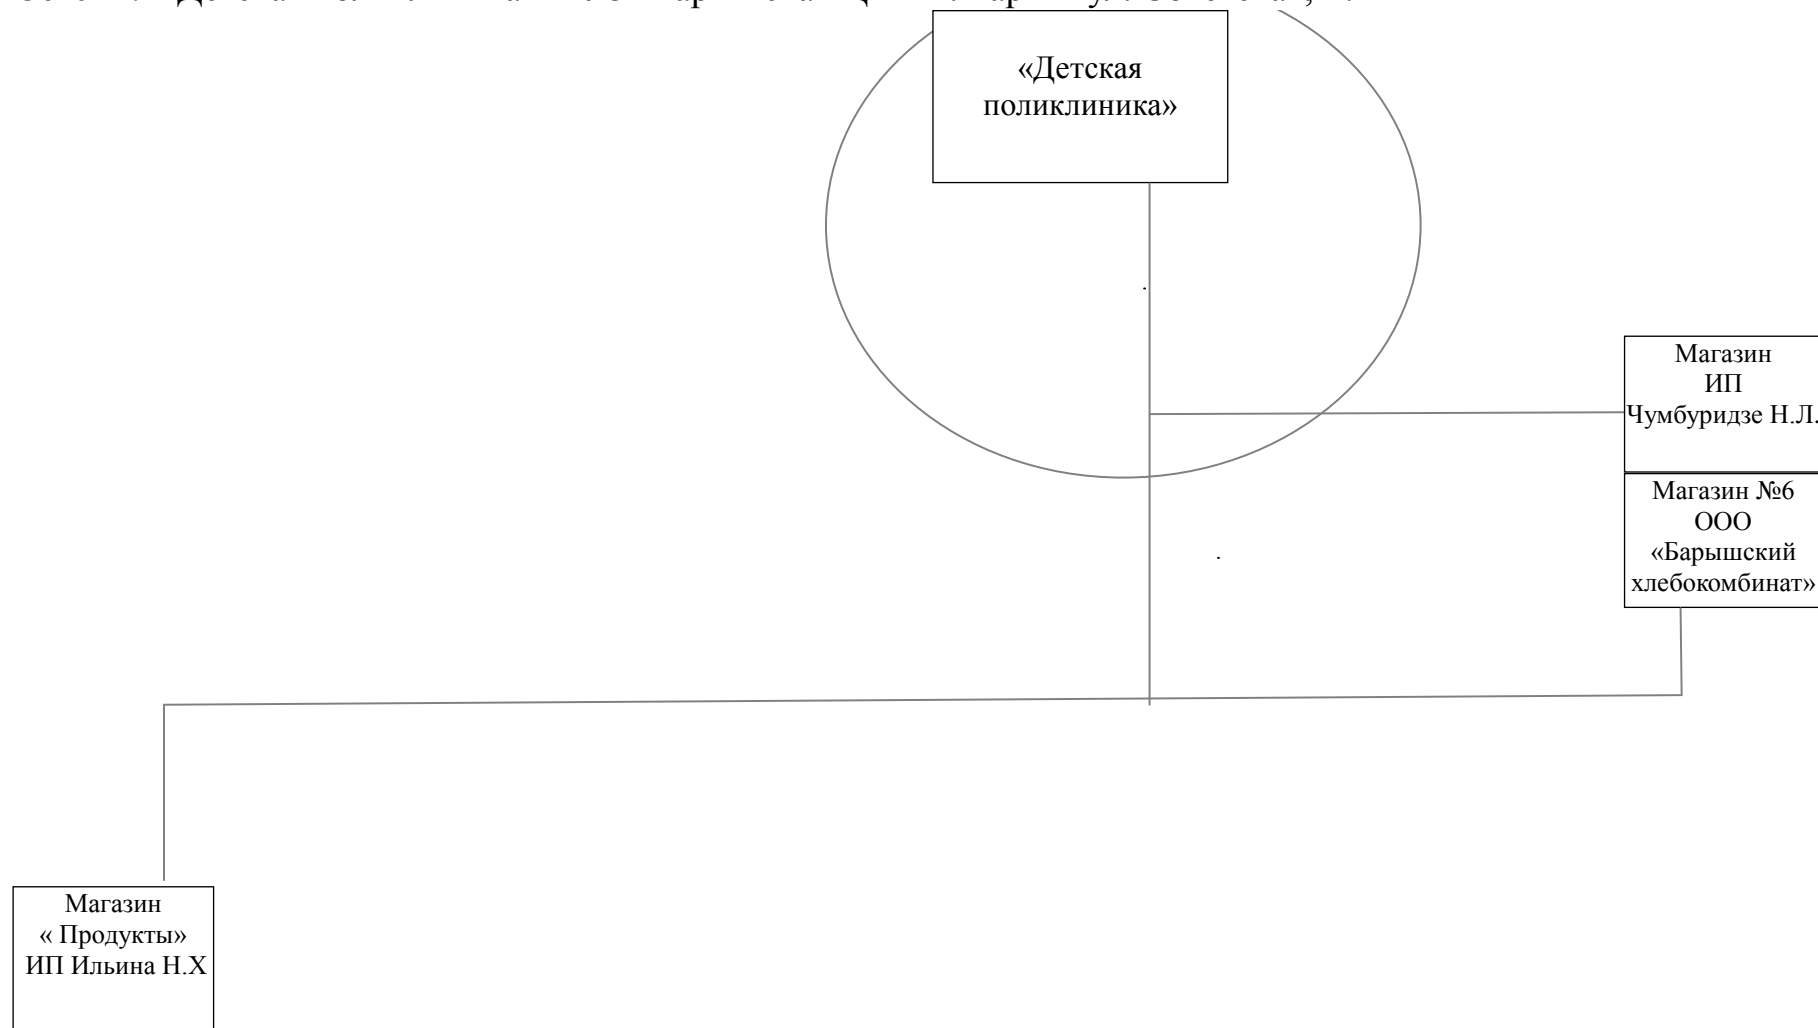 «Детская
поликлиника»
Магазин
ИП
Чумбуридзе Н.Л.
Магазин №6
ООО
«Барышский
хлебокомбинат»
Магазин
« Продукты»
ИП Ильина Н.Х